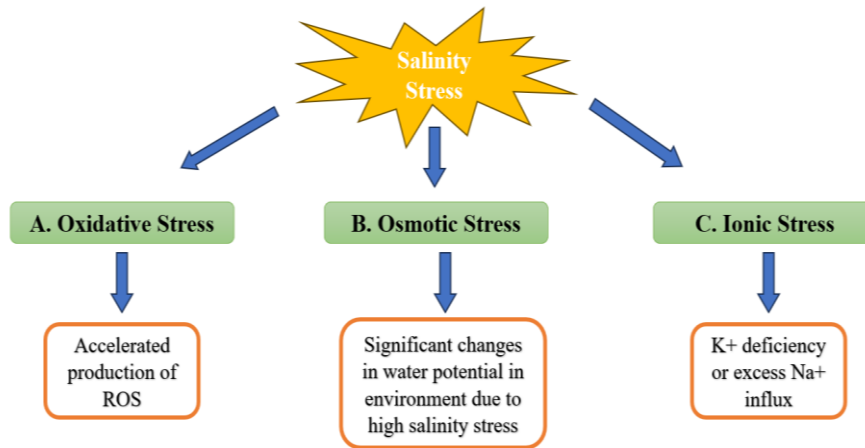 Salinity
Stress
A. Oxidative Stress
B. Osmotic Stress
C. Ionic Stress
Accelerated
production of
ROS
Significant changes
in water potential in
environment due to
high salinity stress
K+ deficiency
or excess Na+
influx